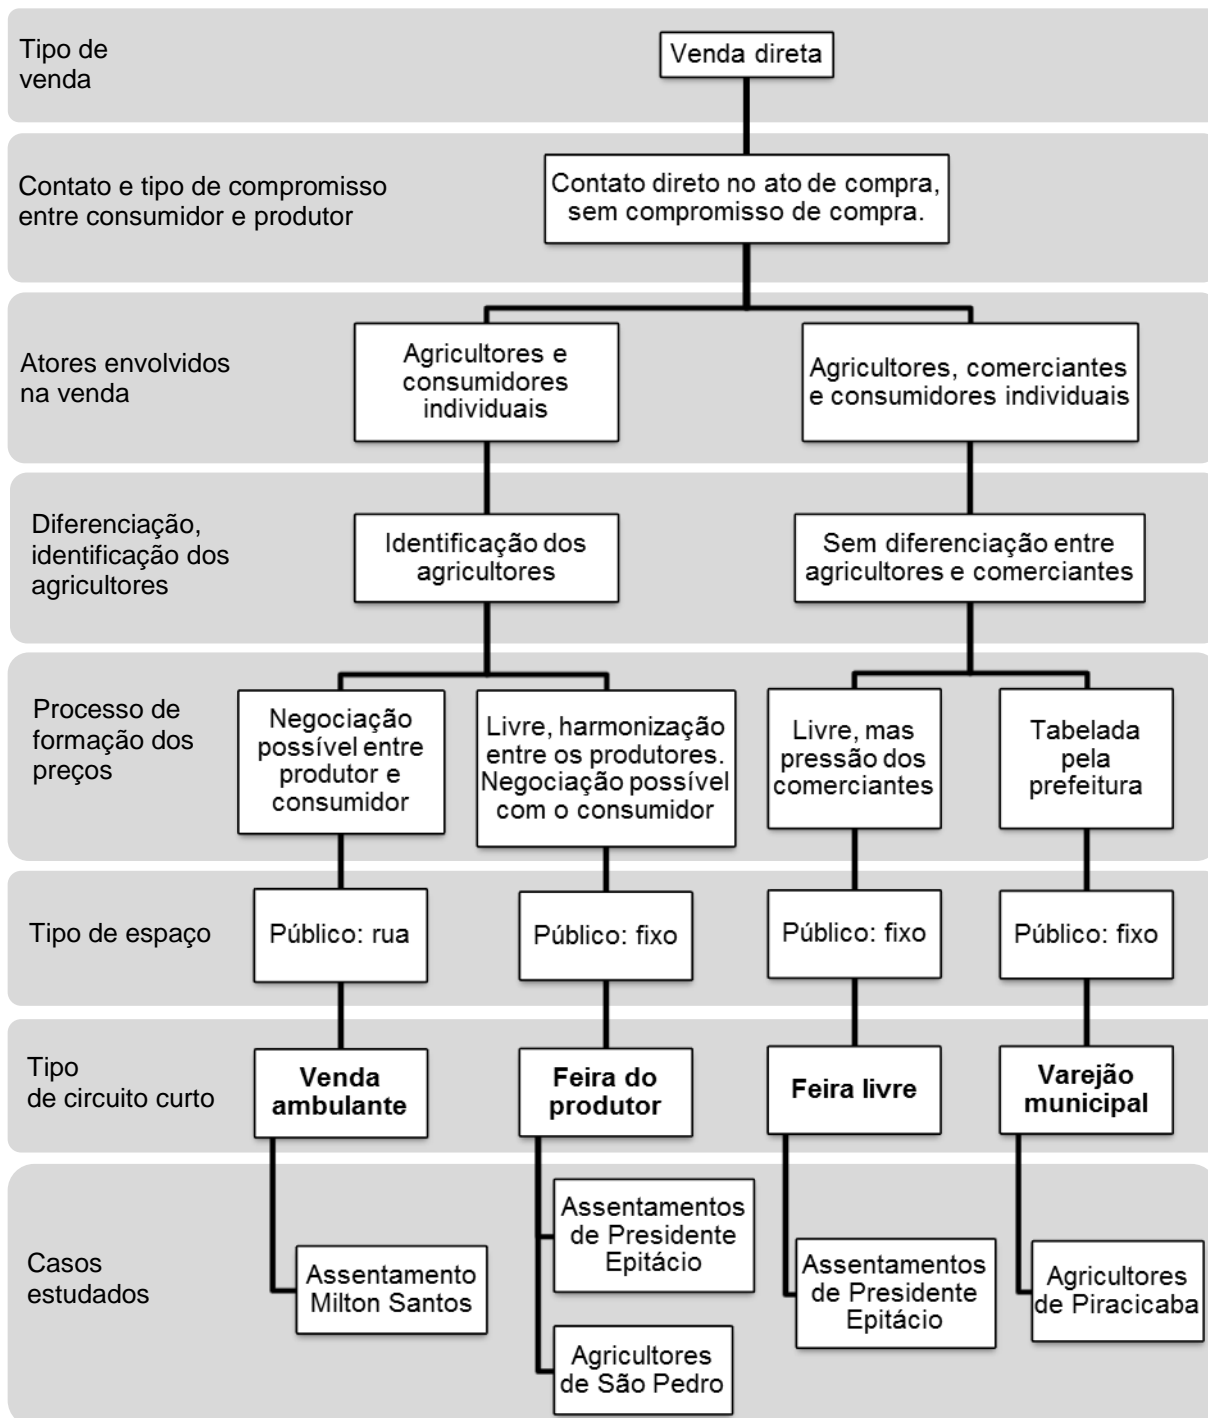 Tipo de
venda
Venda direta
Contato e tipo de compromisso
entre consumidor e produtor
Contato direto no ato de compra,
sem compromisso de compra.
Atores envolvidos
na venda
Agricultores e
consumidores
individuais
Agricultores, comerciantes
e consumidores individuais
Diferenciação,
identificação dos
agricultores
Identificação dos
agricultores
Sem diferenciação entre
agricultores e comerciantes
Processo de
formação dos
preços
Negociação
possível entre
produtor e
consumidor
Livre, harmonização
entre os produtores.
Negociação possível
com o consumidor
Livre, mas
pressão dos
comerciantes
Tabelada
pela
prefeitura
Tipo de espaço
Público: rua
Público: fixo
Público: fixo
Público: fixo
Tipo
de circuito curto
Venda
ambulante
Feira do
produtor
Feira livre
Varejão
municipal
Casos
estudados
Assentamento
Milton Santos
Assentamentos
de Presidente
Epitácio
Agricultores
de São Pedro
Assentamentos
de Presidente
Epitácio
Agricultores
de Piracicaba